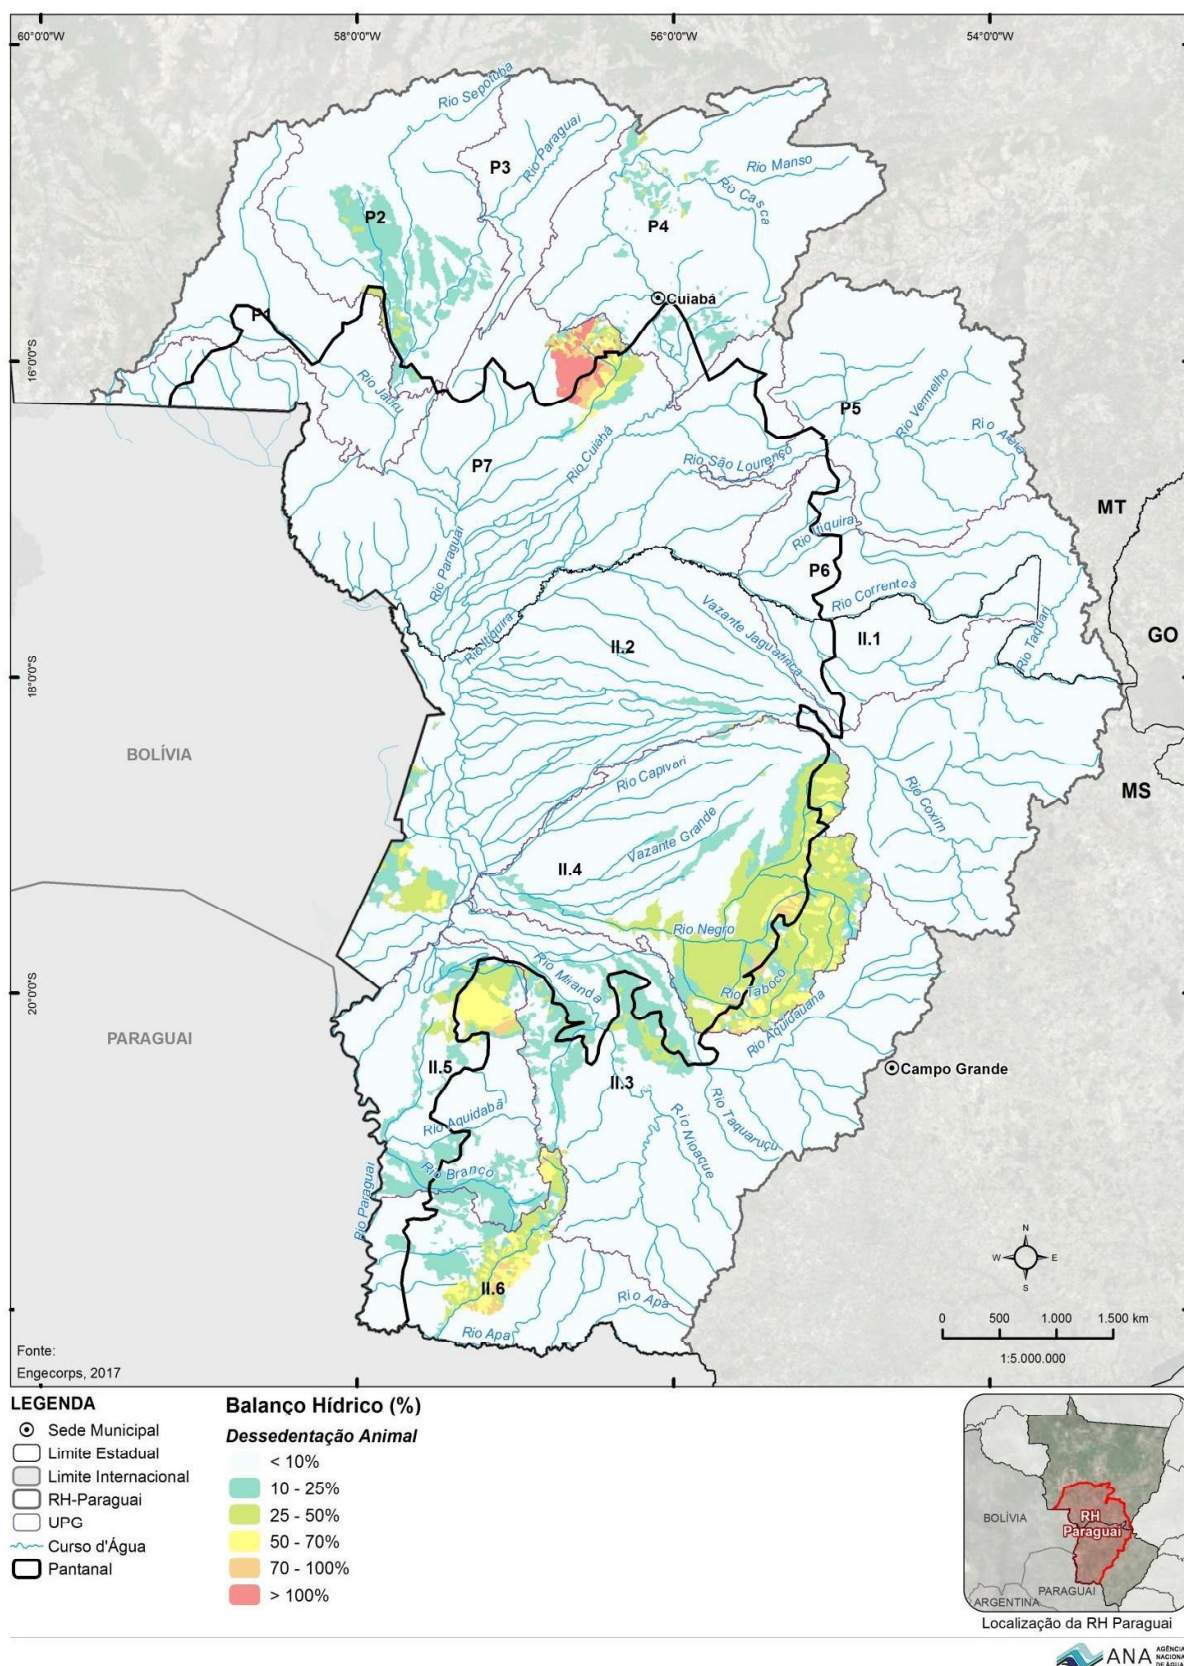 60°0'0"W
58°0'0"W
56°0'0"W
54°0'0"W
Rio Sepotuba
P3
Rio Paraguai
Rio Manso
Rio Casca
P2
P4
Cuiabá
P1
16°0'0"S
Rio Jauru
P5
Rio Vermelho
P7
Rio Cuiabá
Rio São Lourenço
MT
Rio Itiquira
Rio Paraguai
P6
Rio Correntes
Vazante Jaguatirica
Rio Itiquira
II.2
II.1
Rio Taquari
GO
18°0'0"S
BOLÍVIA
Rio Capivari
MS
Rio Coxim
Vazante Grande
II.4
Rio Negro
Rio Miranda
Rio Taboco
20°0'0"S
Rio Aquidauana
PARAGUAI
II.5
II.3
Campo Grande
Rio Aquidabã
Rio Taquaruçu
Rio Nioaque
Rio Branco
Rio Paraguai
N
W
E
S
II.6
Rio Apa
Rio Apa
0 500 1.000 1.500 km
1:5.000.000
Fonte:
Engecorps, 2017
LEGENDA
Sede Municipal
Limite Estadual
Limite Internacional
RH-Paraguai
UPG
Curso d'Água
Pantanal
Balanço Hídrico (%)
Dessedentação Animal
< 10%
10 - 25%
25 - 50%
50 - 70%
70 - 100%
> 100%
BOLÍVIA
RH
Paraguai
PARAGUAI
ARGENTINA
Localização da RH Paraguai
ANA
AGÊNCIA
NACIONAL